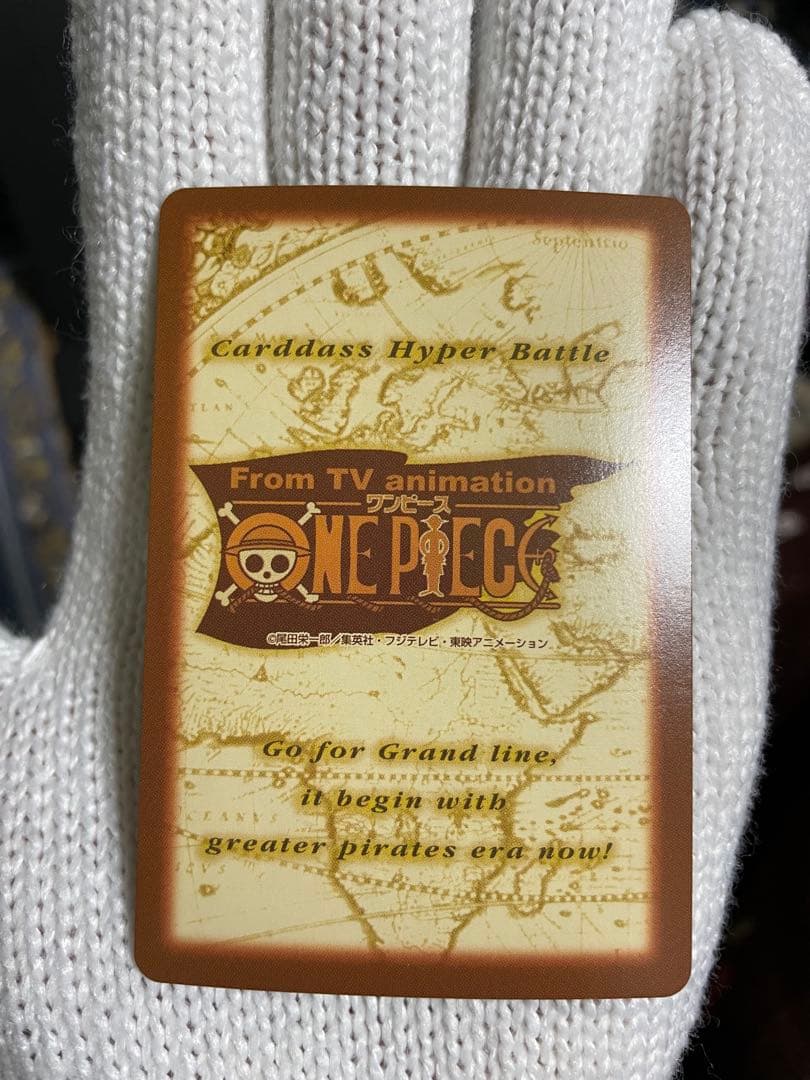 Septentrio
Carddass Hyper Battle
From TV animation
ワンピース
ONE PIECE
©尾田栄一郎／集英社・フジテレビ・東映アニメーション
Go for Grand line,
it begin with
greater pirates era now!